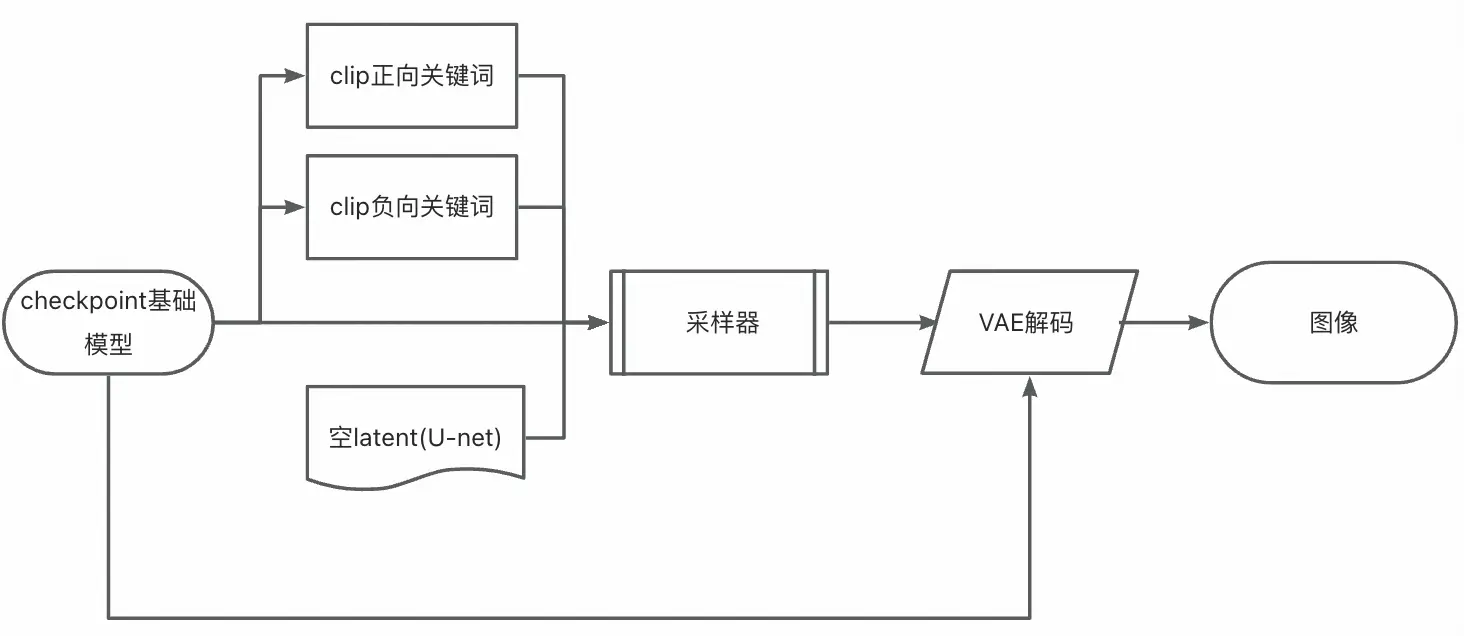 clip正向关键词
clip负向关键词
checkpoint基础
模型
采样器
VAE解码
图像
空latent(U-net)